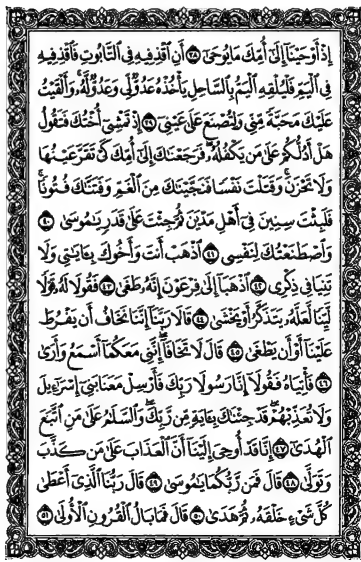 إِذْ أَوْحَيْنَا إِلَىٰٓ أُمِّكَ مَا يُوحَىٰٓ ٣٨ أَنِ ٱقْذِفِيهِ فِى ٱلتَّابُوتِ فَٱقْذِفِيهِ
فِى ٱلْيَمِّ فَلْيُلْقِهِ ٱلْيَمُّ بِٱلسَّاحِلِ يَأْخُذْهُ عَدُوٌّ لِّى وَعَدُوٌّ لَّهُۥ ۚ وَأَلْقَيْتُ
عَلَيْكَ مَحَبَّةً مِّنِّى وَلِتُصْنَعَ عَلَىٰ عَيْنِىٓ ٣٩ إِذْ تَمْشِىٓ أُخْتُكَ فَتَقُولُ
هَلْ أَدُلُّكُمْ عَلَىٰ مَن يَكْفُلُهُۥ ۖ فَرَجَعْنَٰكَ إِلَىٰٓ أُمِّكَ كَىْ تَقَرَّ عَيْنُهَا
وَلَا تَحْزَنَ ۚ وَقَتَلْتَ نَفْسًا فَنَجَّيْنَٰكَ مِنَ ٱلْغَمِّ وَفَتَنَّٰكَ فُتُونًا ۚ
فَلَبِثْتَ سِنِينَ فِىٓ أَهْلِ مَدْيَنَ ثُمَّ جِئْتَ عَلَىٰ قَدَرٍ يَٰمُوسَىٰ ٤٠
وَٱصْطَنَعْتُكَ لِنَفْسِى ٤١ ٱذْهَبْ أَنتَ وَأَخُوكَ بِـَٔايَٰتِى وَلَا
تَنِيَا فِى ذِكْرِى ٤٢ ٱذْهَبَآ إِلَىٰ فِرْعَوْنَ إِنَّهُۥ طَغَىٰ ٤٣ فَقُولَا لَهُۥ قَوْلًا
لَّيِّنًا لَّعَلَّهُۥ يَتَذَكَّرُ أَوْ يَخْشَىٰ ٤٤ قَالَا رَبَّنَآ إِنَّنَا نَخَافُ أَن يَفْرُطَ
عَلَيْنَآ أَوْ أَن يَطْغَىٰ ٤٥ قَالَ لَا تَخَافَآ ۖ إِنَّنِى مَعَكُمَآ أَسْمَعُ وَأَرَىٰ
٤٦ فَأْتِيَاهُ فَقُولَآ إِنَّا رَسُولَا رَبِّكَ فَأَرْسِلْ مَعَنَا بَنِىٓ إِسْرَٰٓءِيلَ
وَلَا تُعَذِّبْهُمْ ۖ قَدْ جِئْنَٰكَ بِـَٔايَةٍ مِّن رَّبِّكَ ۖ وَٱلسَّلَٰمُ عَلَىٰ مَنِ ٱتَّبَعَ
ٱلْهُدَىٰٓ ٤٧ إِنَّا قَدْ أُوحِىَ إِلَيْنَآ أَنَّ ٱلْعَذَابَ عَلَىٰ مَن كَذَّبَ
وَتَوَلَّىٰ ٤٨ قَالَ فَمَن رَّبُّكُمَا يَٰمُوسَىٰ ٤٩ قَالَ رَبُّنَا ٱلَّذِىٓ أَعْطَىٰ
كُلَّ شَىْءٍ خَلْقَهُۥ ثُمَّ هَدَىٰ ٥٠ قَالَ فَمَا بَالُ ٱلْقُرُونِ ٱلْأُولَىٰ ٥١